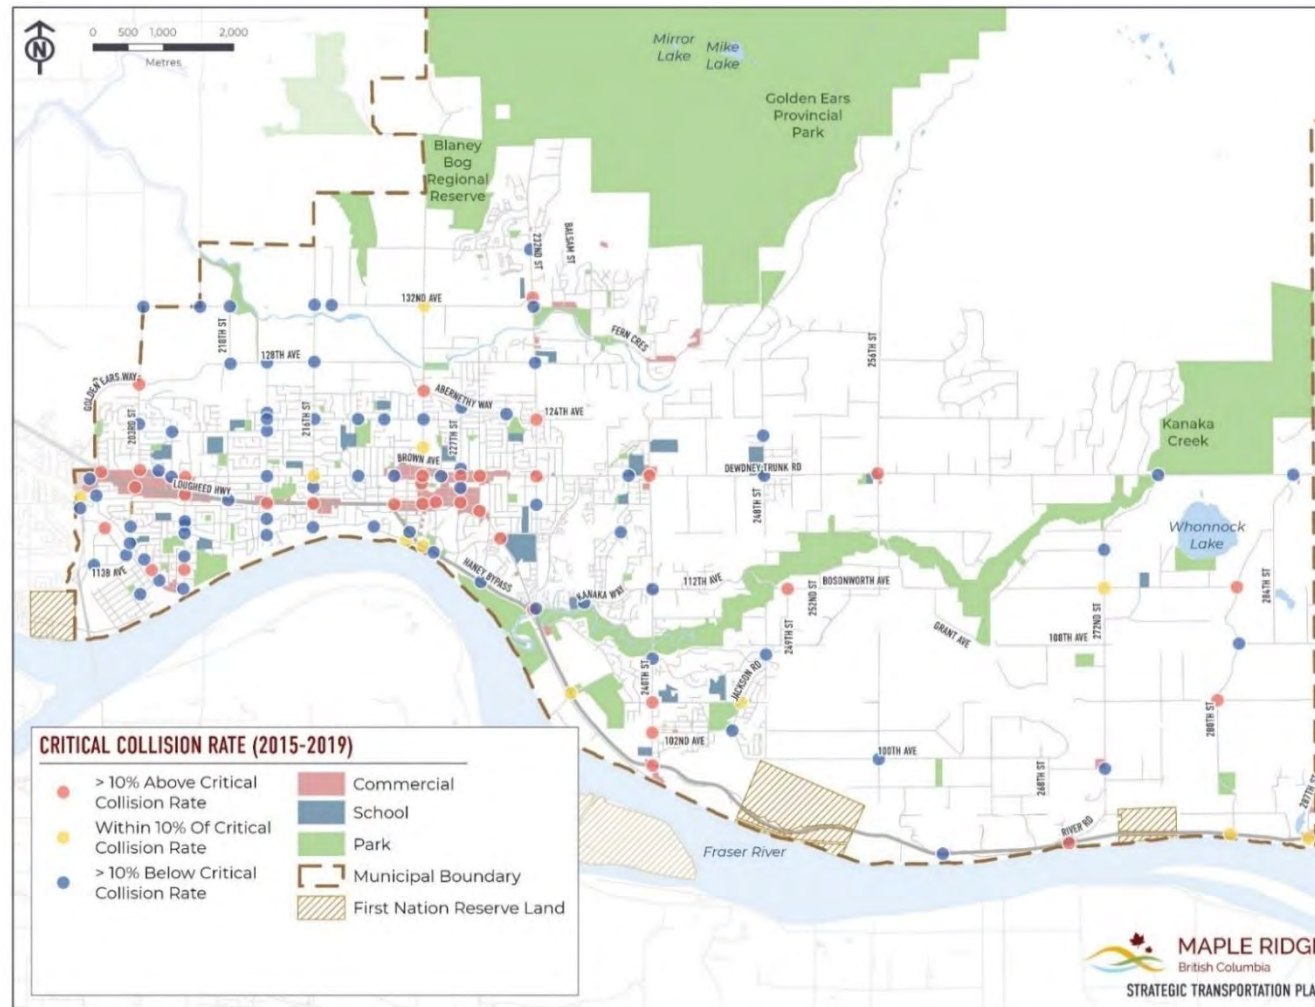 N
0 500 1,000 2,000
Metres
Mirror
Lake
Mike
Lake
Golden Ears
Provincial
Park
Blaney
Bog
Regional
Reserve
232ND ST
BALSAM ST
132ND AVE
210TH ST
FERN CRES
128TH AVE
256TH ST
GOLDEN EARS WAY
ABERNETHY WAY
124TH AVE
203RD ST
216TH ST
227TH ST
Kanaka
Creek
BROWN AVE
DEWDNEY TRUNK RD
LOUGHEED HWY
248TH ST
Whonnock
Lake
113B AVE
HANEY BYPASS
KANAKA WAY
112TH AVE
BOSONWORTH AVE
252ND ST
284TH ST
272ND ST
GRANT AVE
108TH AVE
249TH ST
240TH ST
JACKSON RD
280TH ST
102ND AVE
100TH AVE
268TH ST
287TH ST
RIVER RD
Fraser River
CRITICAL COLLISION RATE (2015-2019)
> 10% Above Critical
Collision Rate
Within 10% Of Critical
Collision Rate
> 10% Below Critical
Collision Rate
Commercial
School
Park
Municipal Boundary
First Nation Reserve Land
MAPLE RIDGE
British Columbia
STRATEGIC TRANSPORTATION PLA